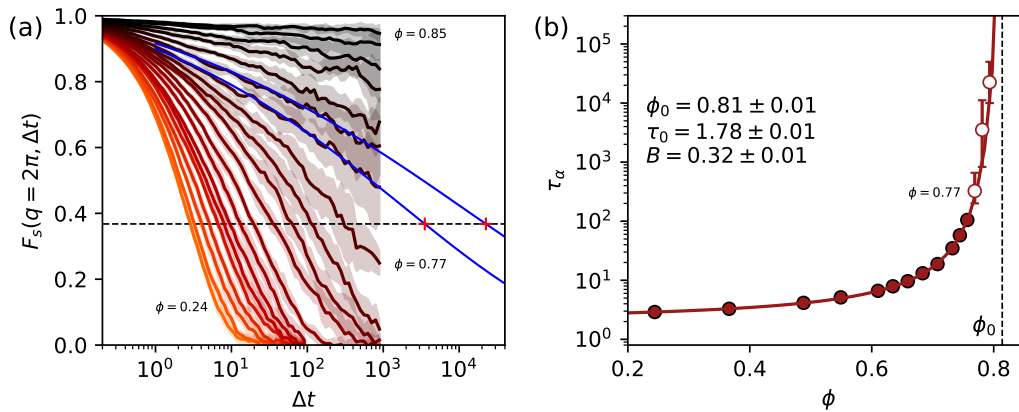 (a)
1.0
0.8
0.6
0.4
0.2
0.0
F_s(q = 2π, Δt)
ϕ = 0.85
ϕ = 0.77
ϕ = 0.24
10^0
10^1
10^2
10^3
10^4
Δt
(b)
10^5
10^4
10^3
10^2
10^1
10^0
τ_α
ϕ_0 = 0.81 ± 0.01
τ_0 = 1.78 ± 0.01
B = 0.32 ± 0.01
ϕ = 0.77
ϕ_0
0.2
0.4
0.6
0.8
ϕ